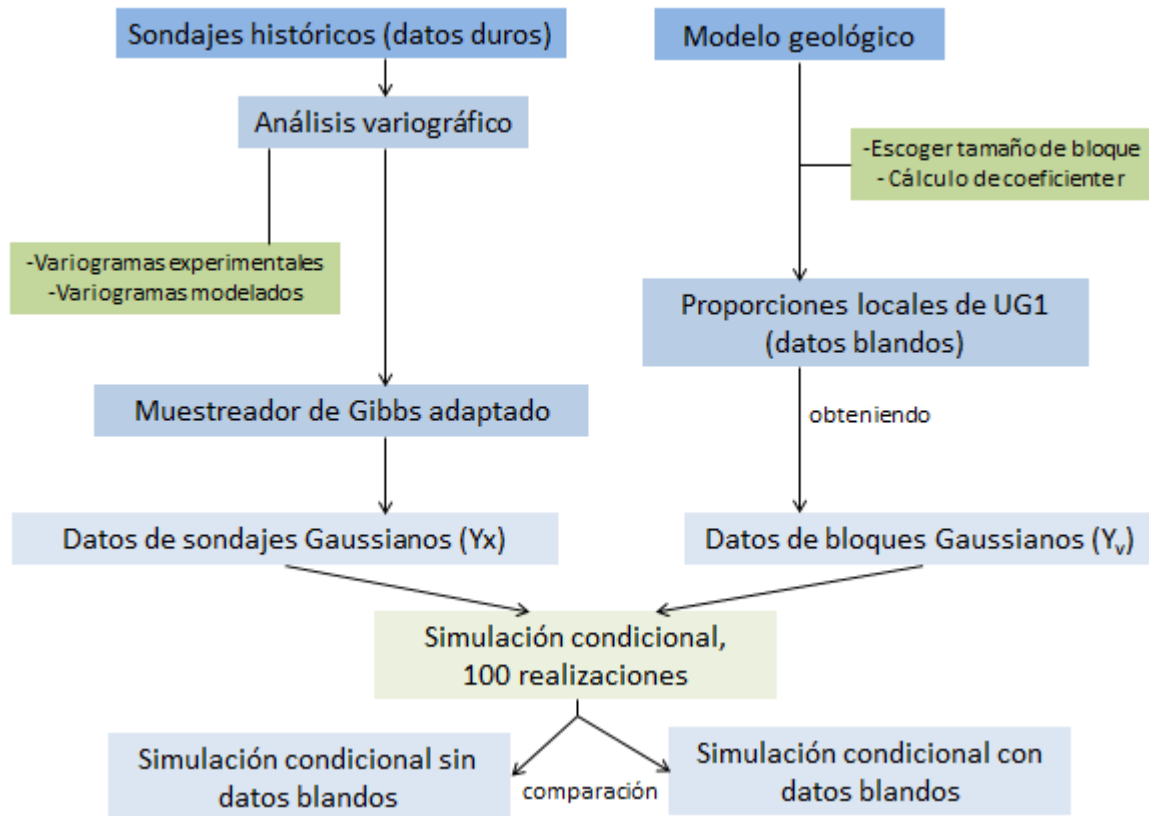 Sondajes históricos (datos duros)
Modelo geológico
Análisis variográfico
-Escoger tamaño de bloque
- Cálculo de coeficiente r
-Variogramas experimentales
-Variogramas modelados
Proporciones locales de UG1
(datos blandos)
Muestreador de Gibbs adaptado
obteniendo
Datos de sondajes Gaussianos (Yx)
Datos de bloques Gaussianos (Yv)
Simulación condicional,
100 realizaciones
Simulación condicional sin
datos blandos
comparación
Simulación condicional con
datos blandos